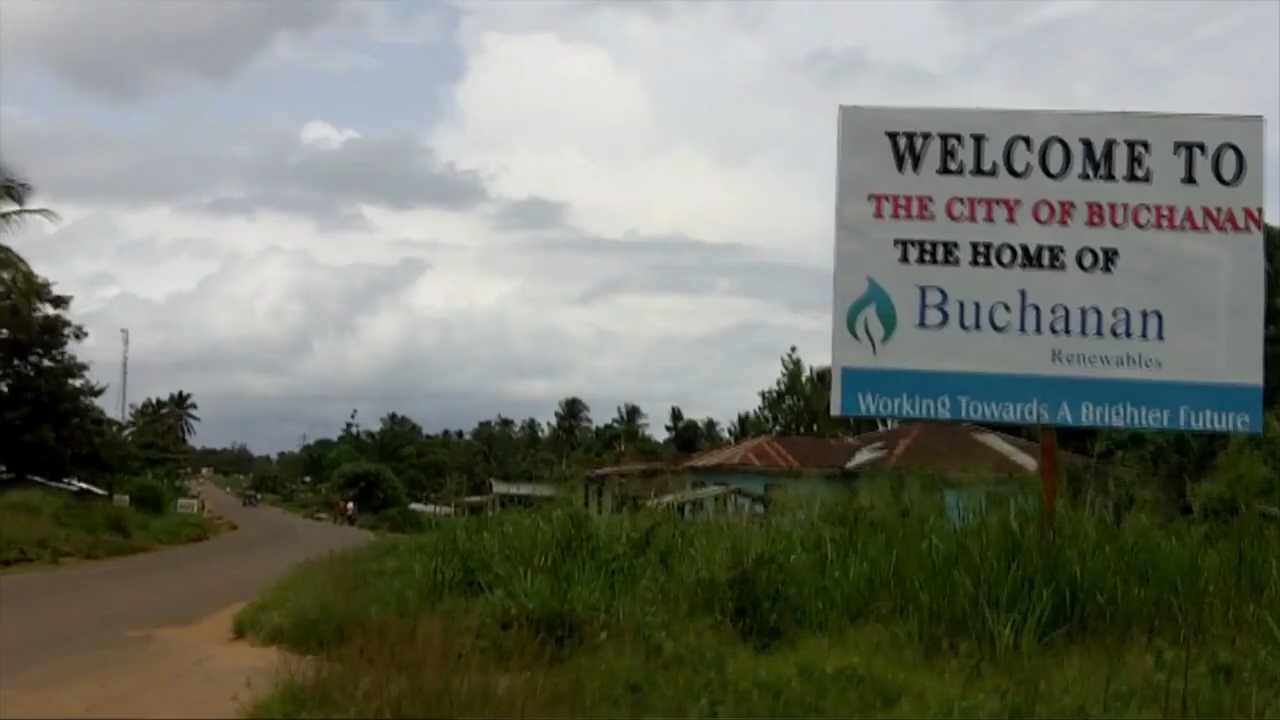 WELCOME TO
THE CITY OF BUCHANAN
THE HOME OF
Buchanan
Renewables
Working Towards A Brighter Future